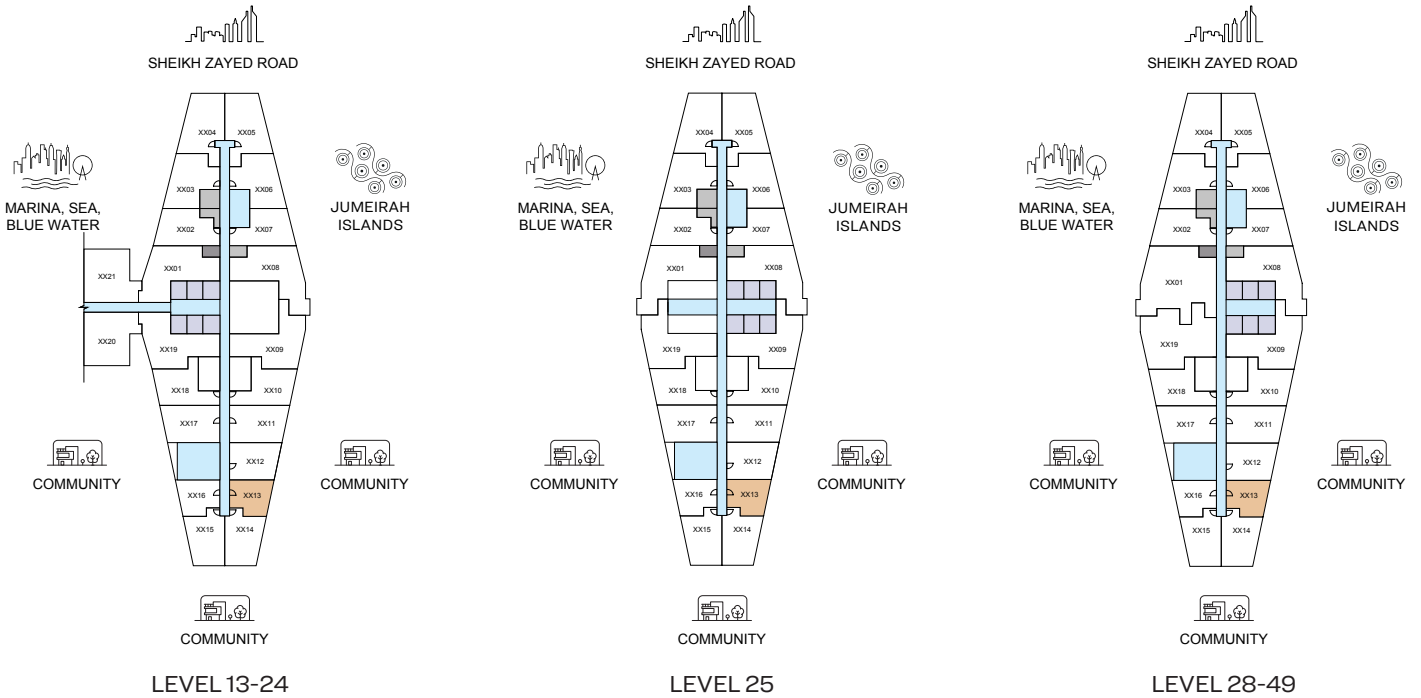 SHEIKH ZAYED ROAD
XX04 XX05
MARINA, SEA,
BLUE WATER
JUMEIRAH
ISLANDS
XX03 XX06
XX02 XX07
XX21 XX01 XX08
XX20 XX19 XX09
XX18 XX10
XX17 XX11
XX12
COMMUNITY
COMMUNITY
XX16 XX13
XX15 XX14
COMMUNITY
LEVEL 13-24
SHEIKH ZAYED ROAD
XX04 XX05
MARINA, SEA,
BLUE WATER
JUMEIRAH
ISLANDS
XX03 XX06
XX02 XX07
XX01 XX08
XX19 XX09
XX18 XX10
XX17 XX11
XX12
COMMUNITY
COMMUNITY
XX16 XX13
XX15 XX14
COMMUNITY
LEVEL 25
SHEIKH ZAYED ROAD
XX04 XX05
MARINA, SEA,
BLUE WATER
JUMEIRAH
ISLANDS
XX03 XX06
XX02 XX07
XX01 XX08
XX19 XX09
XX18 XX10
XX17 XX11
XX12
COMMUNITY
COMMUNITY
XX16 XX13
XX15 XX14
COMMUNITY
LEVEL 28-49